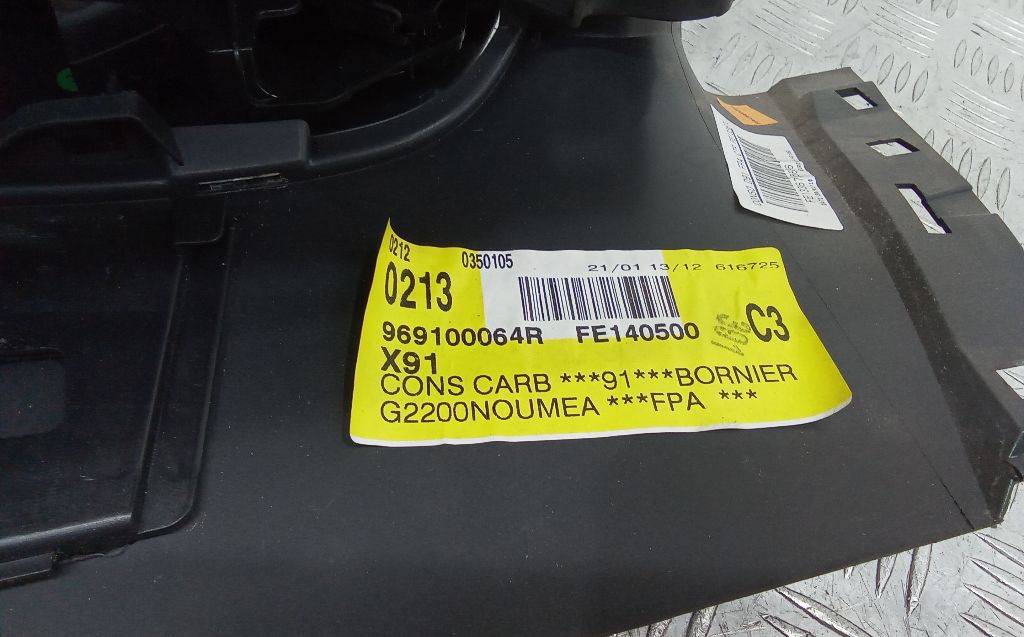 0212
0350105
21/01 13/12 616725
0213
969100064R FE140500
C3
X91
CONS CARB ***91***BORNIER
G2200NOUMEA ***FPA ***